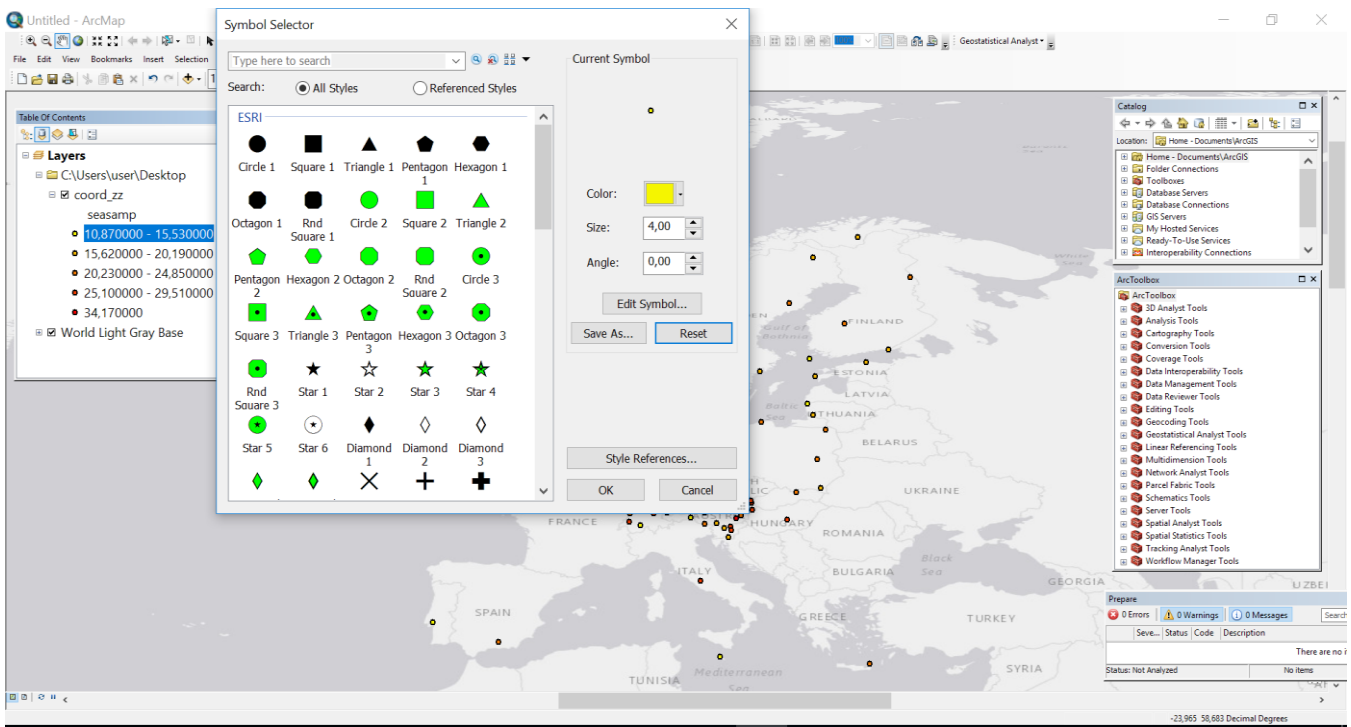 Untitled - ArcMap
Geostatistical Analyst
File Edit View Bookmarks Insert Selection
Table Of Contents
Layers
C:\Users\user\Desktop
coord_zz
seasamp
10,870000 - 15,530000
15,620000 - 20,190000
20,230000 - 24,850000
25,100000 - 29,510000
34,170000
World Light Gray Base
Symbol Selector
Type here to search
Search: All Styles Referenced Styles
ESRI
Circle 1 Square 1 Triangle 1 Pentagon 1 Hexagon 1
Octagon 1 Rnd Square 1 Circle 2 Square 2 Triangle 2
Pentagon 2 Hexagon 2 Octagon 2 Rnd Square 2 Circle 3
Square 3 Triangle 3 Pentagon 3 Hexagon 3 Octagon 3
Rnd Square 3 Star 1 Star 2 Star 3 Star 4
Star 5 Star 6 Diamond 1 Diamond 2 Diamond 3
Current Symbol
Color:
Size: 4,00
Angle: 0,00
Edit Symbol...
Save As... Reset
Style References...
OK Cancel
FINLAND
Gulf of Bothnia
ESTONIA
LATVIA
Baltic Sea
THUANIA
BELARUS
UKRAINE
FRANCE
HUNGARY
ROMANIA
ITALY
BULGARIA
Black Sea
GEORGIA
UZBEI
SPAIN
GREECE
TURKEY
SYRIA
TUNISIA
Mediterranean Sea
White Sea
Catalog
Location: Home - Documents\ArcGIS
Home - Documents\ArcGIS
Folder Connections
Toolboxes
Database Servers
Database Connections
GIS Servers
My Hosted Services
Ready-To-Use Services
Interoperability Connections
ArcToolbox
ArcToolbox
3D Analyst Tools
Analysis Tools
Cartography Tools
Conversion Tools
Coverage Tools
Data Interoperability Tools
Data Management Tools
Data Reviewer Tools
Editing Tools
Geocoding Tools
Geostatistical Analyst Tools
Linear Referencing Tools
Multidimension Tools
Network Analyst Tools
Parcel Fabric Tools
Schematics Tools
Server Tools
Spatial Analyst Tools
Spatial Statistics Tools
Tracking Analyst Tools
Workflow Manager Tools
Prepare
0 Errors 0 Warnings 0 Messages Search
Seve... Status Code Description
There are no i
Status: Not Analyzed No items
-23,965 58,683 Decimal Degrees